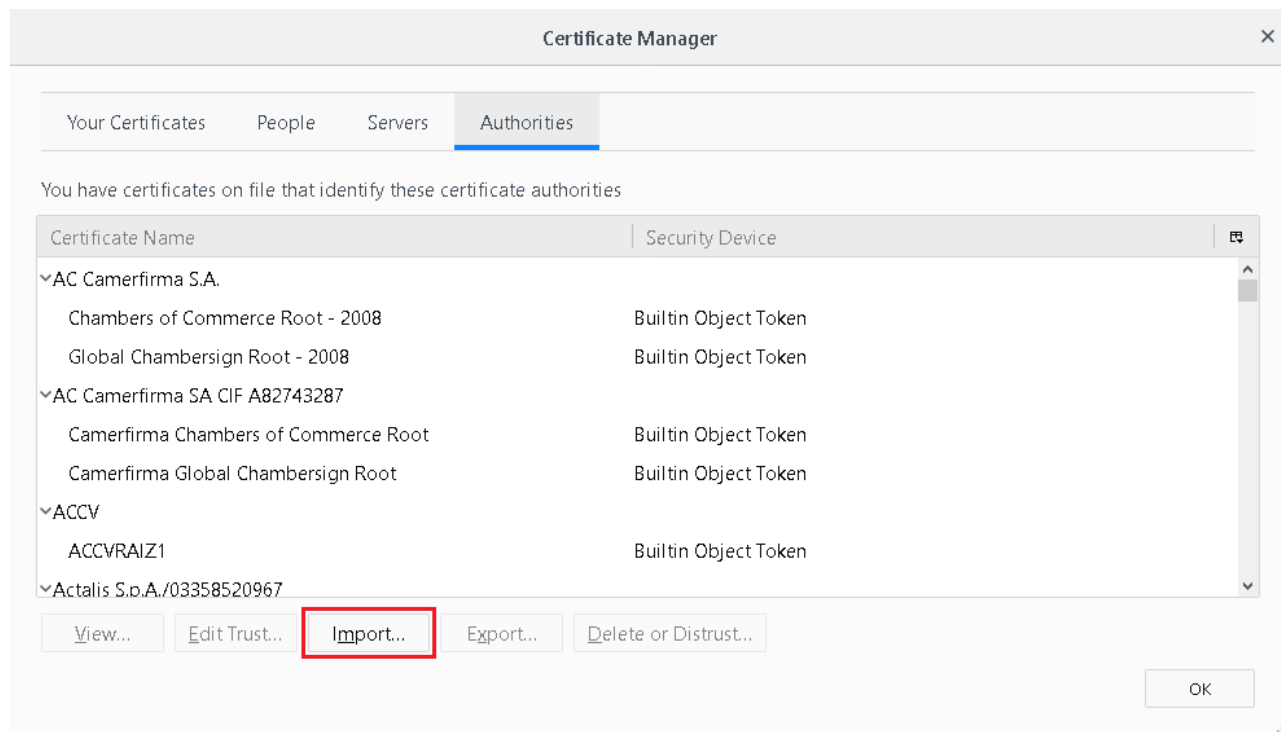 Certificate Manager
Your Certificates People Servers Authorities
You have certificates on file that identify these certificate authorities
Certificate Name Security Device
AC Camerfirma S.A.
Chambers of Commerce Root - 2008 Builtin Object Token
Global Chambersign Root - 2008 Builtin Object Token
AC Camerfirma SA CIF A82743287
Camerfirma Chambers of Commerce Root Builtin Object Token
Camerfirma Global Chambersign Root Builtin Object Token
ACCV
ACCVRAIZ1 Builtin Object Token
Actalis S.p.A./03358520967
View... Edit Trust... Import... Export... Delete or Distrust...
OK